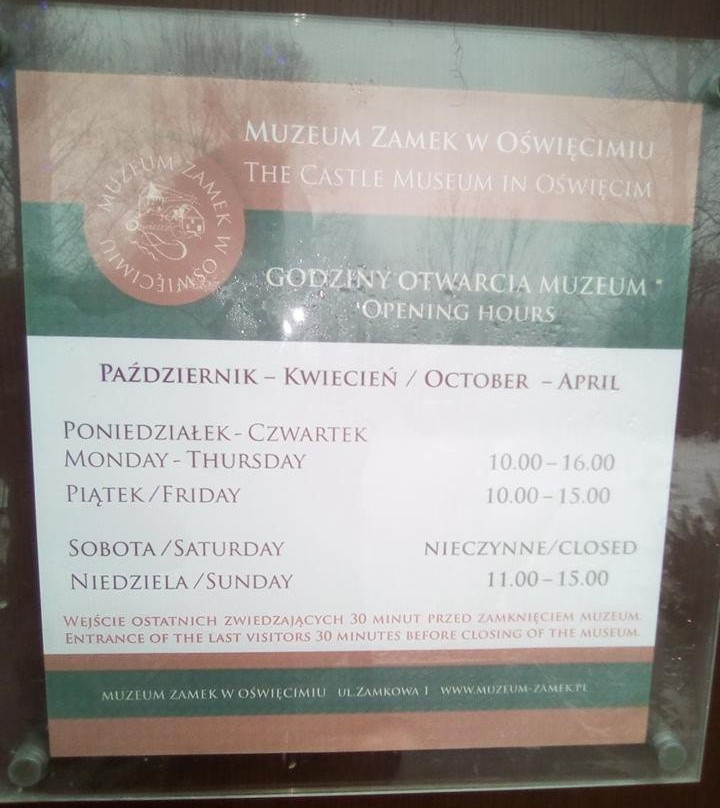 Muzeum Zamek w Oświęcimiu
The Castle Museum in Oświęcim
MUZEUM ZAMEK W OŚWIĘCIMIU
GODZINY OTWARCIA MUZEUM
Opening hours
Październik – Kwiecień / October – April
Poniedziałek - Czwartek
Monday - Thursday 10.00 – 16.00
Piątek / Friday 10.00 – 15.00
Sobota / Saturday nieczynne/closed
Niedziela / Sunday 11.00 – 15.00
Wejście ostatnich zwiedzających 30 minut przed zamknięciem muzeum.
Entrance of the last visitors 30 minutes before closing of the museum.
Muzeum Zamek w Oświęcimiu ul.Zamkowa 1 www.muzeum-zamek.pl